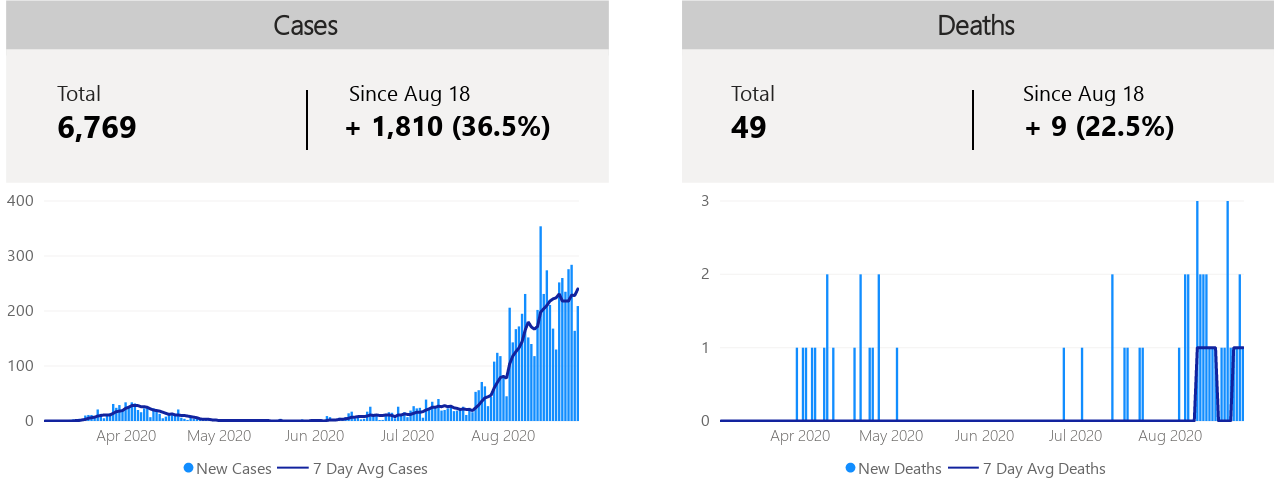 Cases
Total
6,769
Since Aug 18
+ 1,810 (36.5%)
400
300
200
100
0
Apr 2020 May 2020 Jun 2020 Jul 2020 Aug 2020
New Cases 7 Day Avg Cases
Deaths
Total
49
Since Aug 18
+ 9 (22.5%)
3
2
1
0
Apr 2020 May 2020 Jun 2020 Jul 2020 Aug 2020
New Deaths 7 Day Avg Deaths